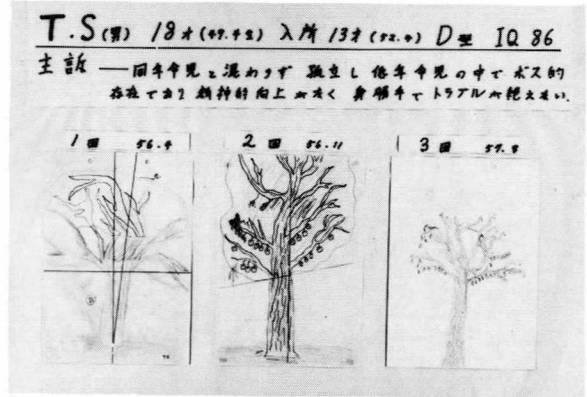 T.S(男) 18才(47.4生) 入所 13才(52.4) D型 IQ 86
主訴 ― 同年令児と混わらず 孤立し 低年令児の中でボス的
存在であり 精神的向上がなく 身勝手でトラブルが絶えない.
1回 56.4
2回 56.11
3回 57.8